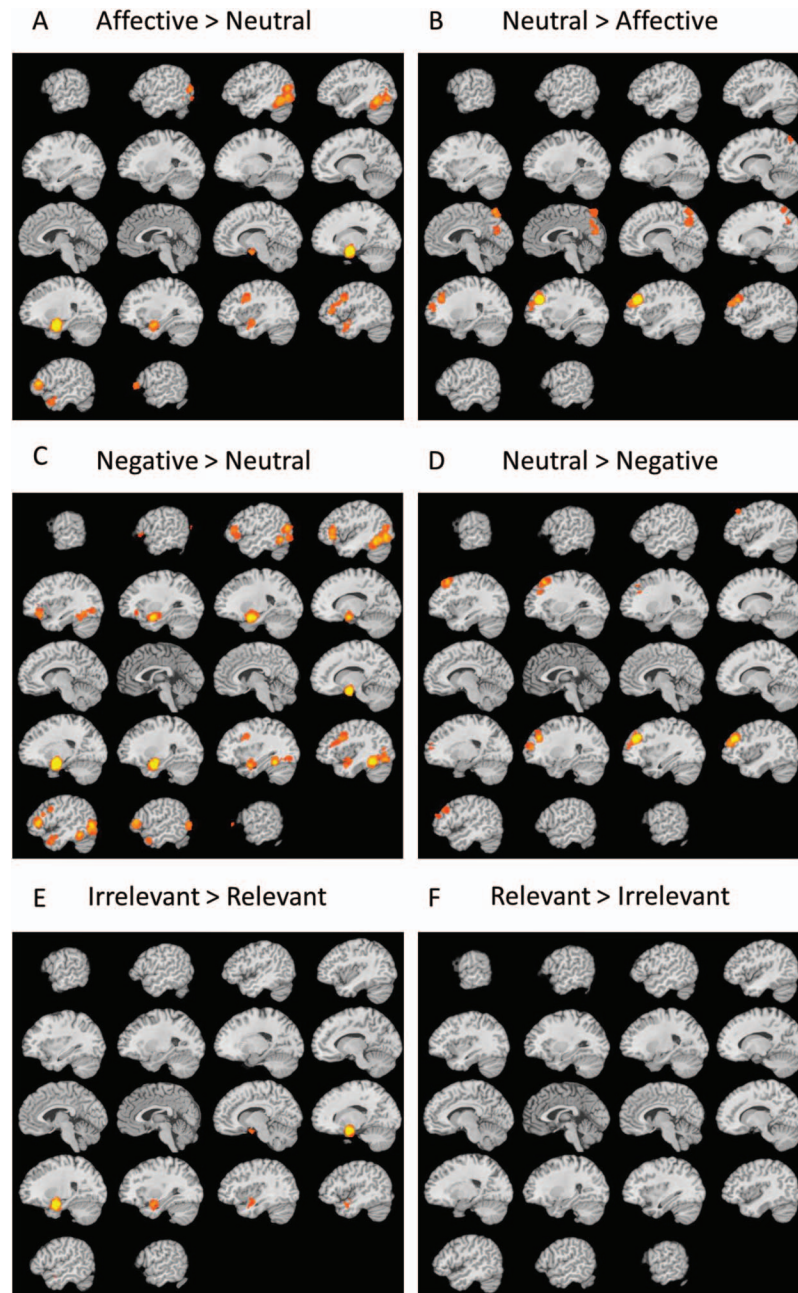 A Affective > Neutral
B Neutral > Affective
C Negative > Neutral
D Neutral > Negative
E Irrelevant > Relevant
F Relevant > Irrelevant